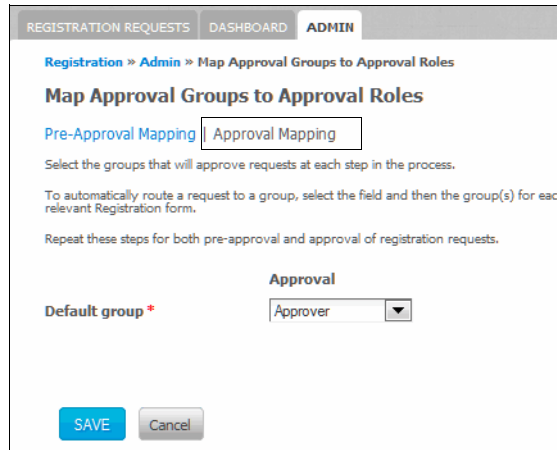 REGISTRATION REQUESTS DASHBOARD ADMIN
Registration » Admin » Map Approval Groups to Approval Roles
Map Approval Groups to Approval Roles
Pre-Approval Mapping | Approval Mapping
Select the groups that will approve requests at each step in the process.
To automatically route a request to a group, select the field and then the group(s) for
relevant Registration form.
Repeat these steps for both pre-approval and approval of registration requests.
Approval
Default group * Approver
SAVE Cancel